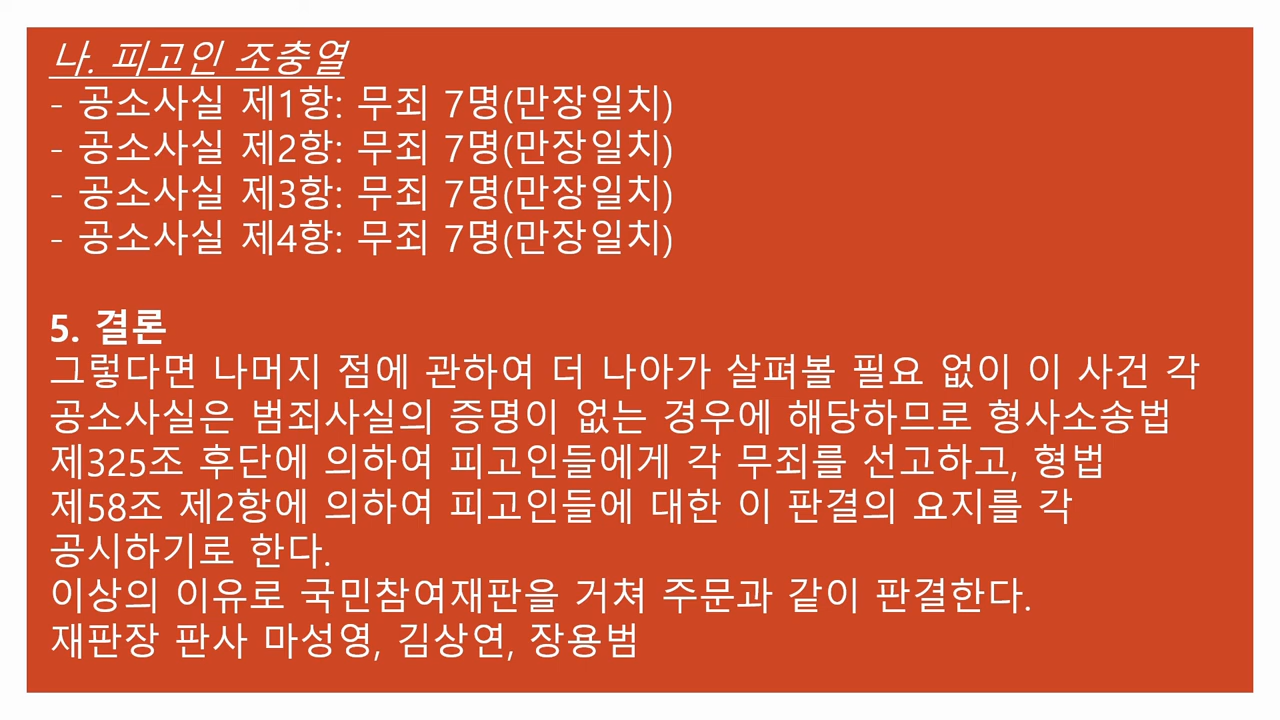 나. 피고인 조충열
- 공소사실 제1항: 무죄 7명(만장일치)
- 공소사실 제2항: 무죄 7명(만장일치)
- 공소사실 제3항: 무죄 7명(만장일치)
- 공소사실 제4항: 무죄 7명(만장일치)
5. 결론
그렇다면 나머지 점에 관하여 더 나아가 살펴볼 필요 없이 이 사건 각
공소사실은 범죄사실의 증명이 없는 경우에 해당하므로 형사소송법
제325조 후단에 의하여 피고인들에게 각 무죄를 선고하고, 형법
제58조 제2항에 의하여 피고인들에 대한 이 판결의 요지를 각
공시하기로 한다.
이상의 이유로 국민참여재판을 거쳐 주문과 같이 판결한다.
재판장 판사 마성영, 김상연, 장용범